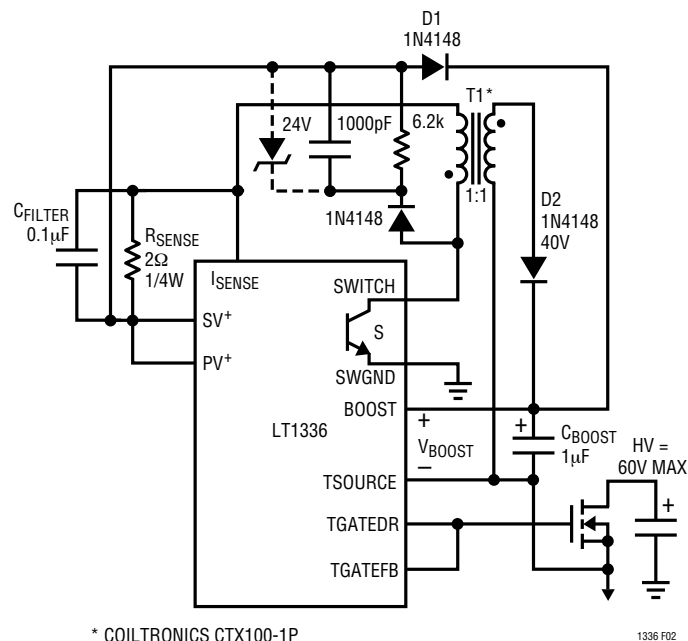 D1
1N4148
T1*
24V
1000pF
6.2k
1:1
D2
1N4148
40V
1N4148
CFILTER
0.1µF
RSENSE
2Ω
1/4W
ISENSE
SWITCH
SV+
S
PV+
SWGND
BOOST
LT1336
+
VBOOST
–
+
CBOOST
1µF
HV =
60V MAX
+
TSOURCE
TGATEDR
TGATEFB
* COILTRONICS CTX100-1P
1336 F02